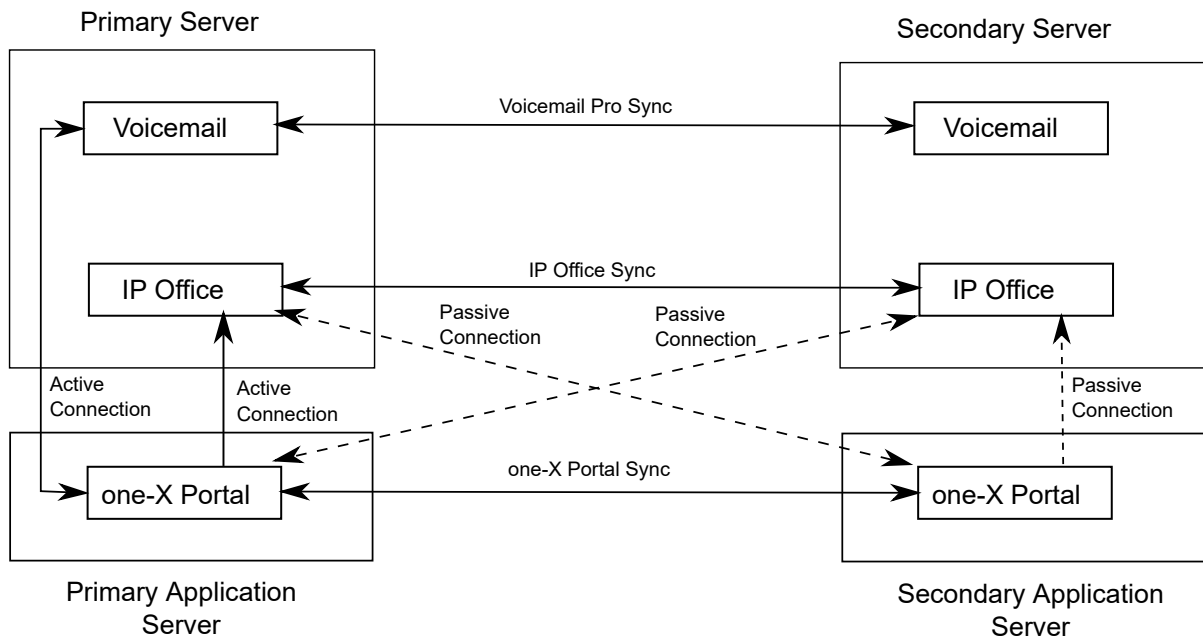 Primary Server
Secondary Server
Voicemail
Voicemail Pro Sync
Voicemail
IP Office
IP Office Sync
IP Office
Passive
Connection
Passive
Connection
Active
Connection
Active
Connection
Passive
Connection
one-X Portal
one-X Portal Sync
one-X Portal
Primary Application
Server
Secondary Application
Server